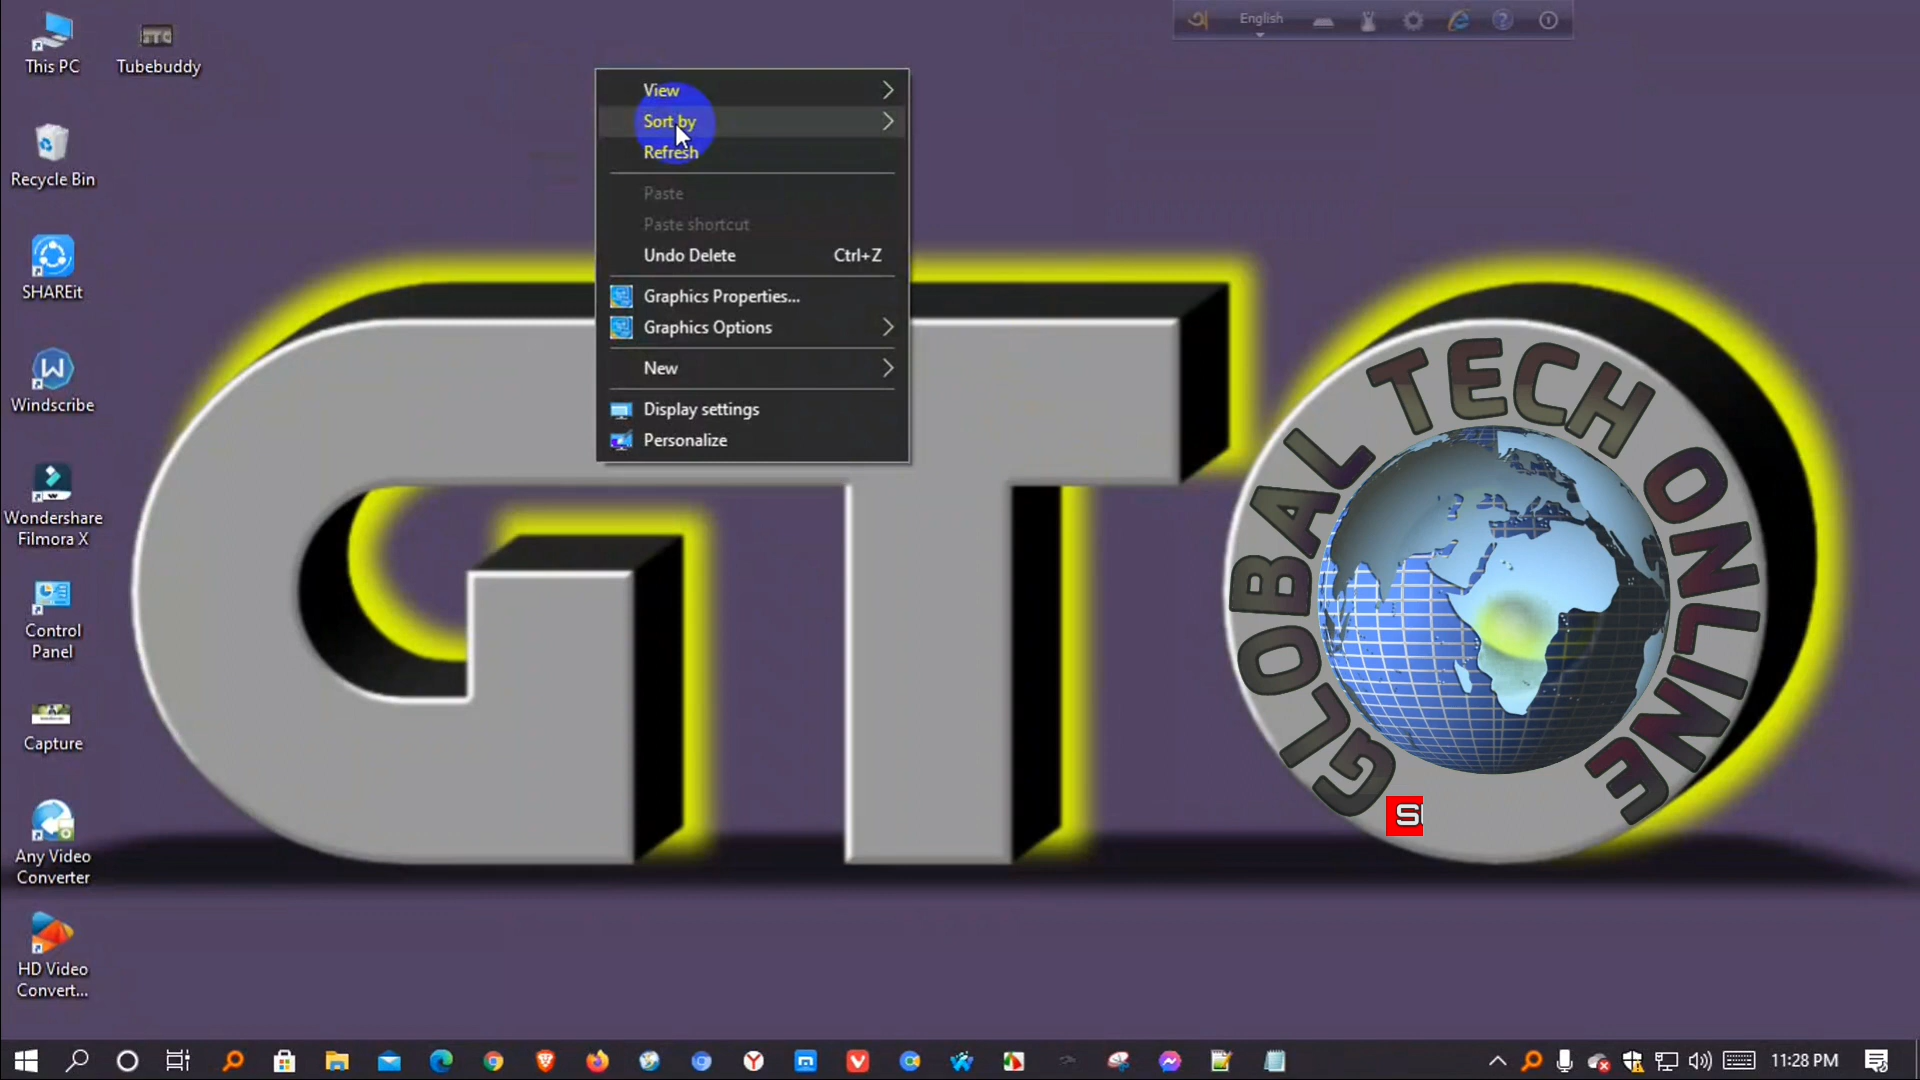 This PC
Tubebuddy
Recycle Bin
SHAREit
Windscribe
Wondershare
Filmora X
Control
Panel
Capture
Any Video
Converter
HD Video
Convert...
English
View
Sort by
Refresh
Paste
Paste shortcut
Undo Delete Ctrl+Z
Graphics Properties...
Graphics Options
New
Display settings
Personalize
GTO
GLOBAL TECH ONLINE
11:28 PM